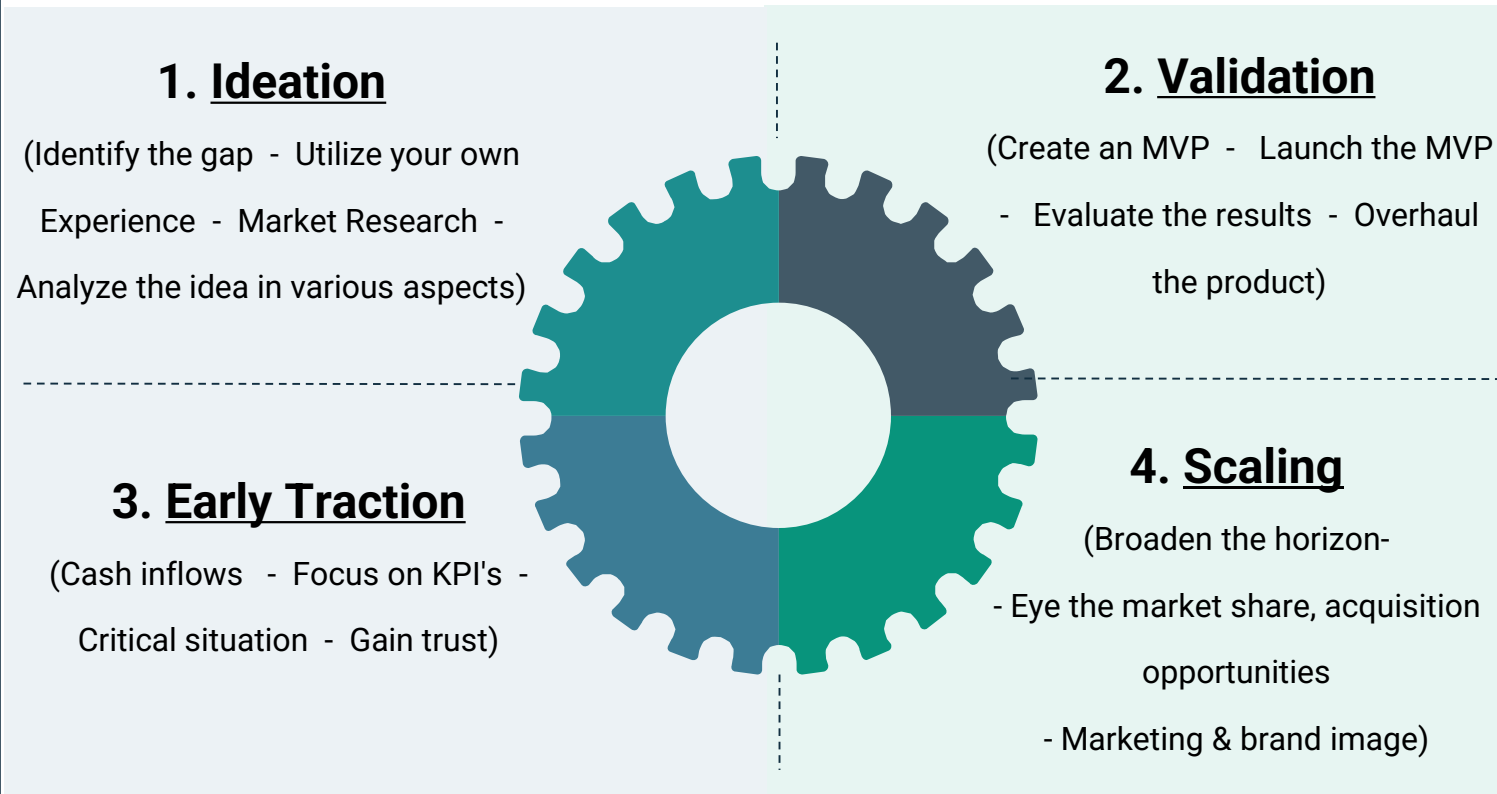 1. Ideation
(Identify the gap - Utilize your own
Experience - Market Research -
Analyze the idea in various aspects)
2. Validation
(Create an MVP - Launch the MVP
- Evaluate the results - Overhaul
the product)
3. Early Traction
(Cash inflows - Focus on KPI's -
Critical situation - Gain trust)
4. Scaling
(Broaden the horizon-
- Eye the market share, acquisition
opportunities
- Marketing & brand image)